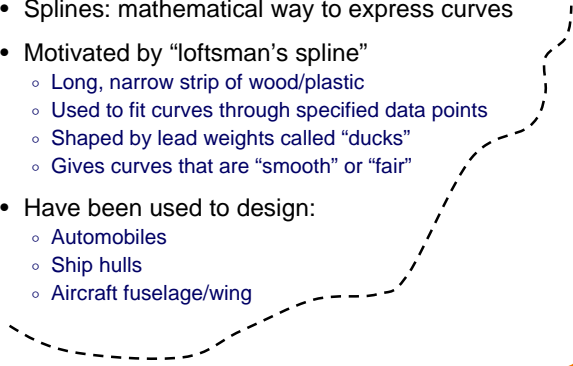 • Splines: mathematical way to express curves
• Motivated by “loftsman’s spline”
◦ Long, narrow strip of wood/plastic
◦ Used to fit curves through specified data points
◦ Shaped by lead weights called “ducks”
◦ Gives curves that are “smooth” or “fair”
• Have been used to design:
◦ Automobiles
◦ Ship hulls
◦ Aircraft fuselage/wing